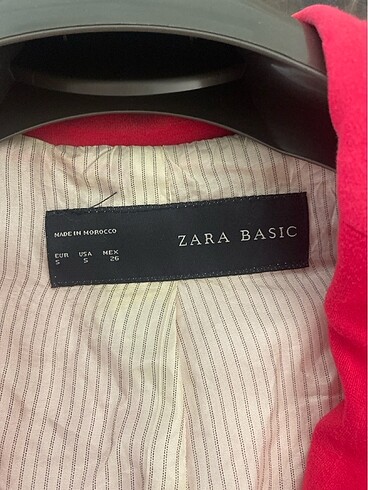 MADE IN MOROCCO
ZARA BASIC
EUR USA MEX
S S 26